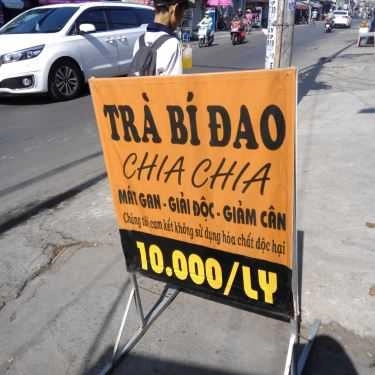 TRÀ BÍ ĐAO
CHIA CHIA
MÁT GAN - GIẢI ĐỘC - GIẢM CÂN
Chúng tôi cam kết không sử dụng hóa chất độc hại
10.000/LY